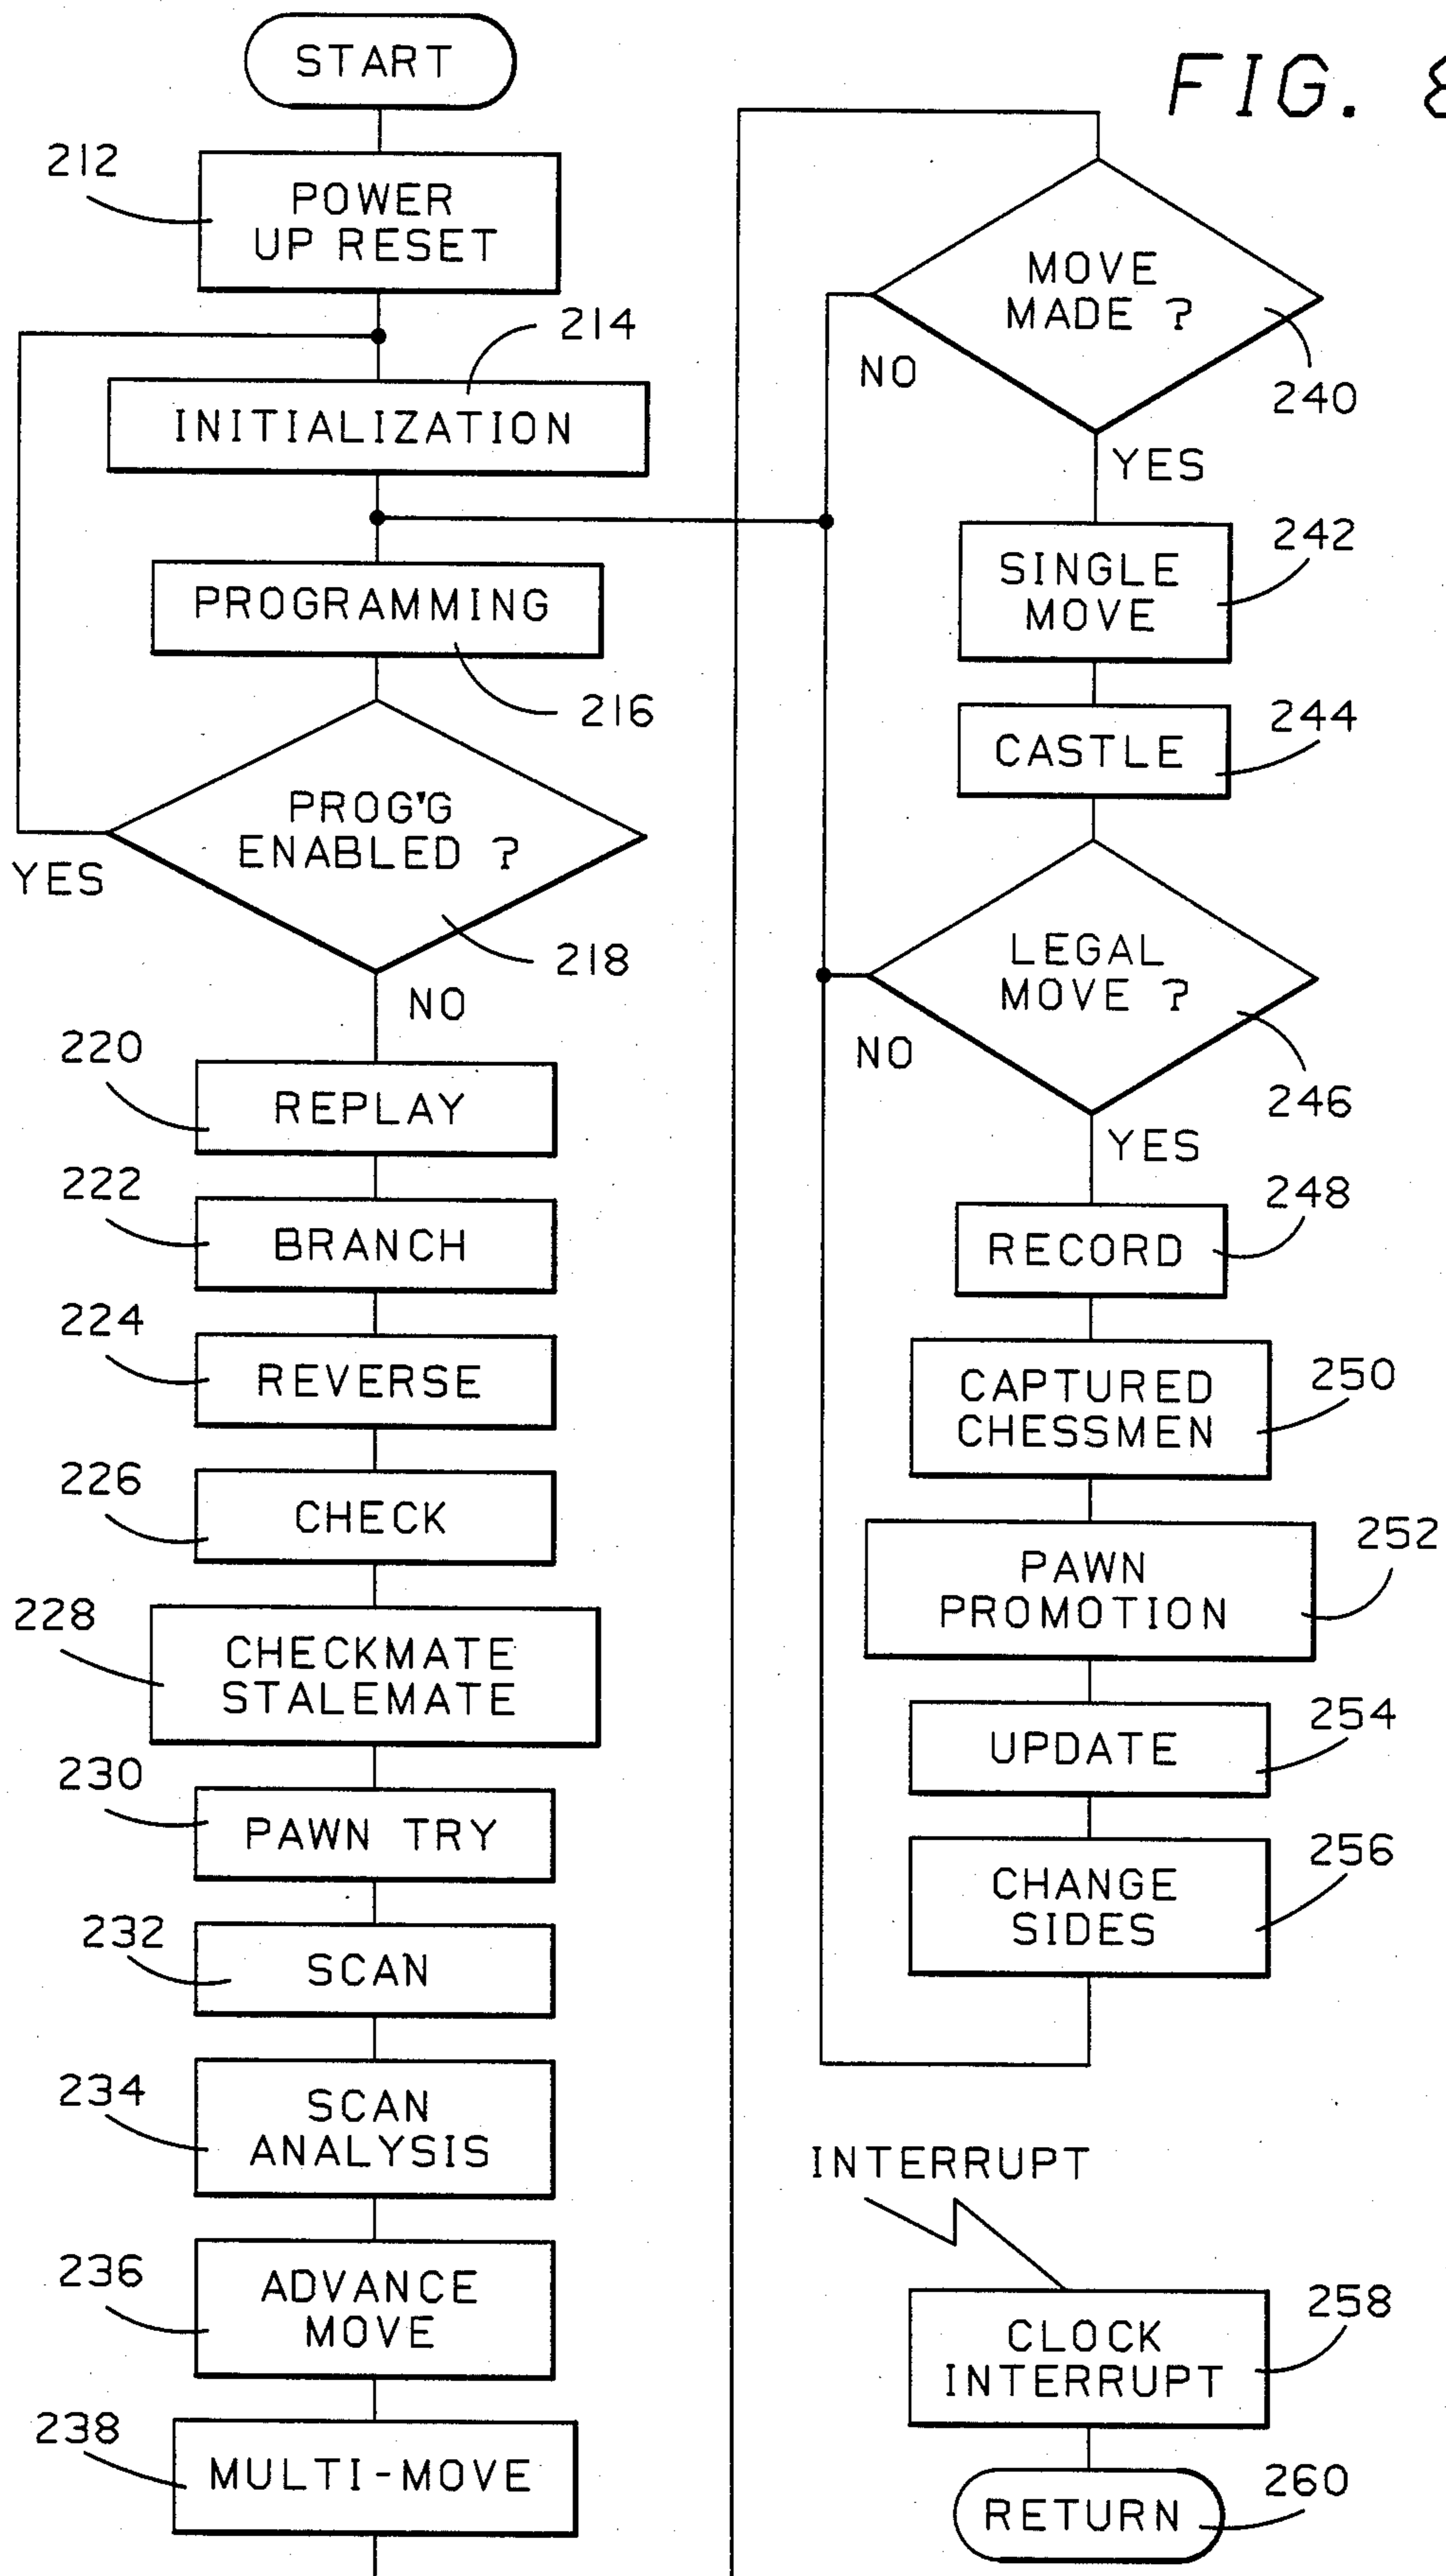 FIG. 8
START
212
POWER
UP RESET
214
INITIALIZATION
PROGRAMMING
216
PROG'G
ENABLED ?
YES
218
NO
220
REPLAY
222
BRANCH
224
REVERSE
226
CHECK
228
CHECKMATE
STALEMATE
230
PAWN TRY
232
SCAN
234
SCAN
ANALYSIS
236
ADVANCE
MOVE
238
MULTI-MOVE
MOVE
MADE ?
NO
240
YES
SINGLE
MOVE
242
CASTLE
244
LEGAL
MOVE ?
NO
246
YES
RECORD
248
CAPTURED
CHESSMEN
250
PAWN
PROMOTION
252
UPDATE
254
CHANGE
SIDES
256
INTERRUPT
CLOCK
INTERRUPT
258
RETURN
260